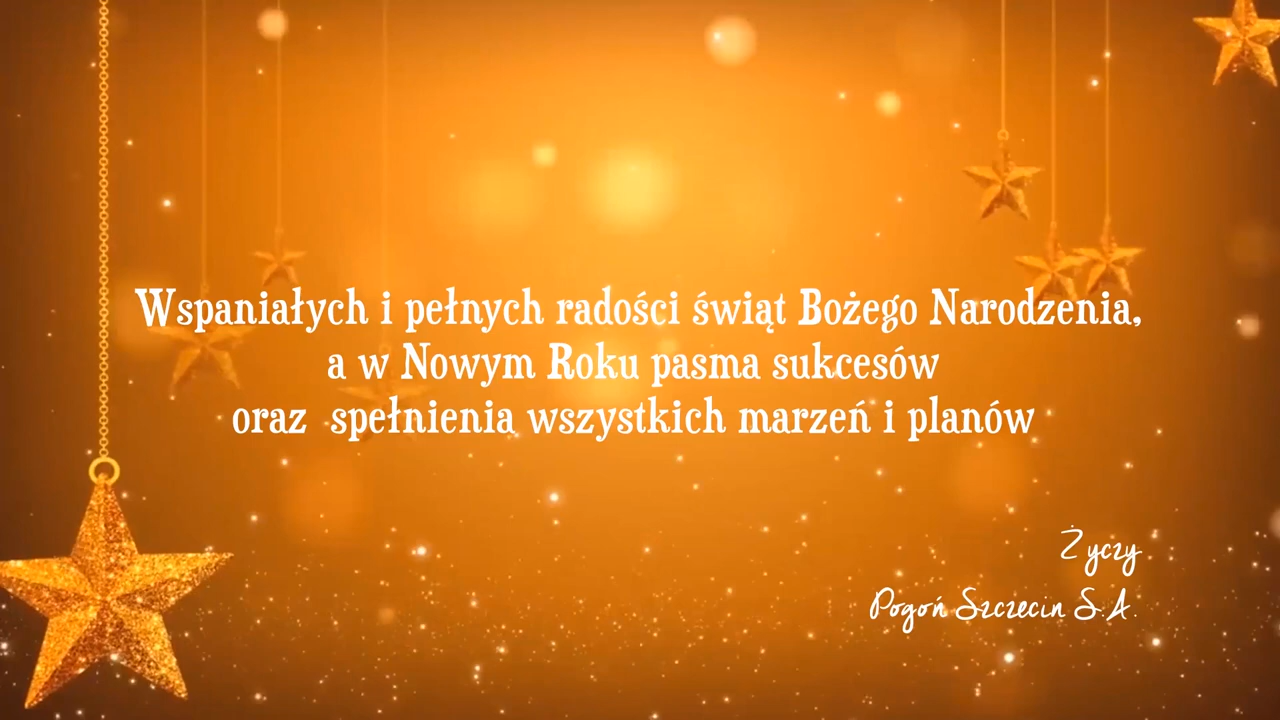 Wspaniałych i pełnych radości świąt Bożego Narodzenia,
a w Nowym Roku pasma sukcesów
oraz spełnienia wszystkich marzeń i planów
Życzy
Pogoń Szczecin S.A.